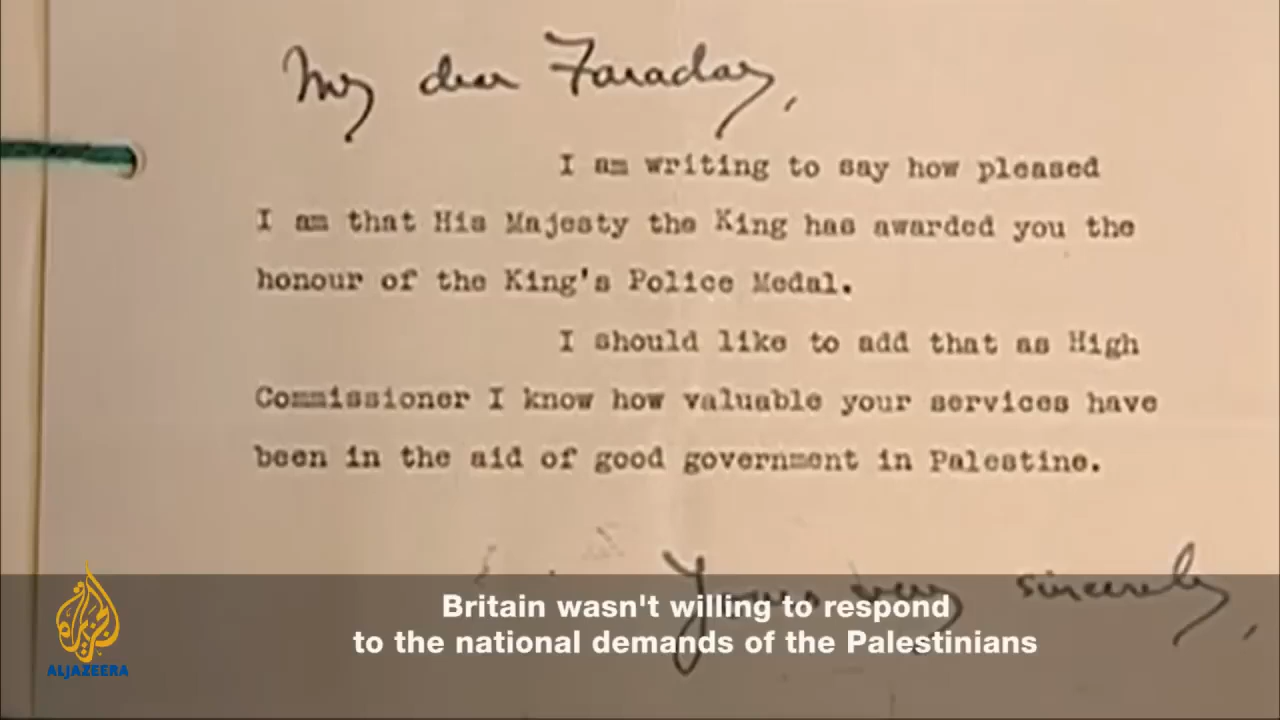 My dear Faraday,
I am writing to say how pleased
I am that His Majesty the King has awarded you the
honour of the King's Police Medal.
I should like to add that as High
Commissioner I know how valuable your services have
been in the aid of good government in Palestine.
Yours very sincerely,
Britain wasn't willing to respond
to the national demands of the Palestinians
الجزيرة
ALJAZEERA